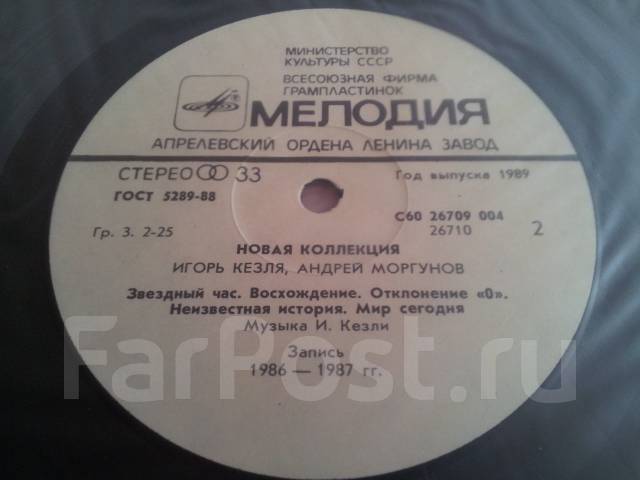 МИНИСТЕРСТВО
КУЛЬТУРЫ СССР
ВСЕСОЮЗНАЯ ФИРМА
ГРАМПЛАСТИНОК
МЕЛОДИЯ
АПРЕЛЕВСКИЙ ОРДЕНА ЛЕНИНА ЗАВОД
СТЕРЕО 33
Год выпуска 1989
ГОСТ 5289-88
С60 26709 004
Гр. 3. 2-25
26710
2
НОВАЯ КОЛЛЕКЦИЯ
ИГОРЬ КЕЗЛЯ, АНДРЕЙ МОРГУНОВ
Звездный час. Восхождение. Отклонение «0».
Неизвестная история. Мир сегодня
Музыка И. Кезли
Запись
1986 — 1987 гг.
FarPost.ru